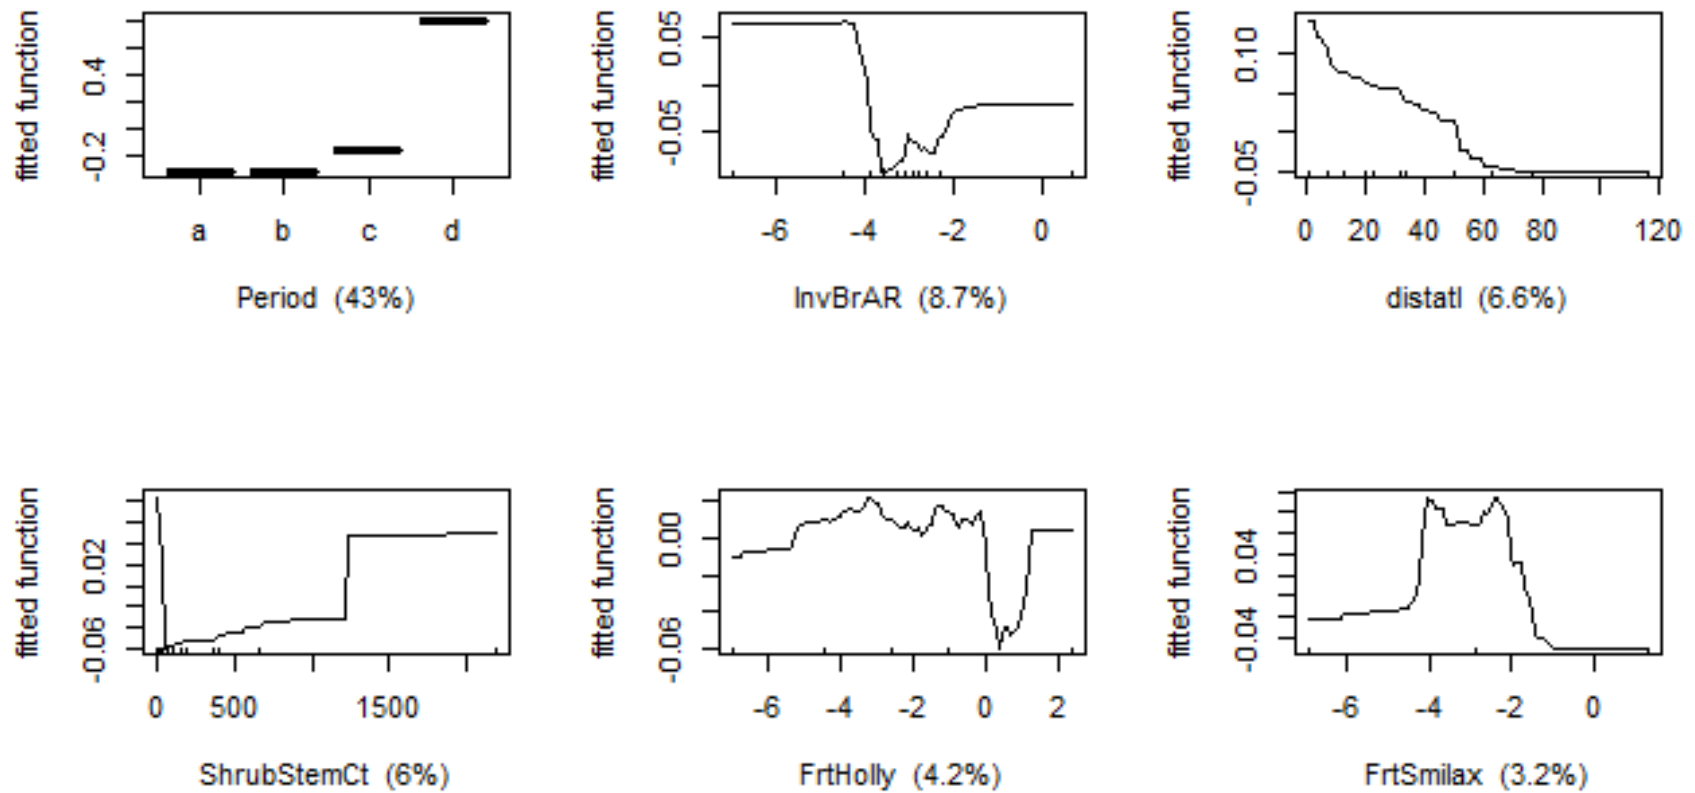 fitted function
0.4
-0.2
a b c d
Period (43%)
fitted function
0.05
-0.05
-6 -4 -2 0
InvBrAR (8.7%)
fitted function
0.10
-0.05
0 20 40 60 80 120
distatl (6.6%)
fitted function
0.02
-0.06
0 500 1500
ShrubStemCt (6%)
fitted function
0.00
-0.06
-6 -4 -2 0 2
FrtHolly (4.2%)
fitted function
0.04
-0.04
-6 -4 -2 0
FrtSmilax (3.2%)